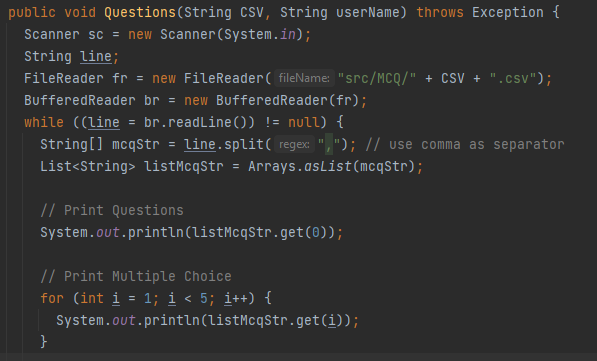 public void Questions(String CSV, String userName) throws Exception {
Scanner sc = new Scanner(System.in);
String line;
FileReader fr = new FileReader( fileName: "src/MCQ/" + CSV + ".csv");
BufferedReader br = new BufferedReader(fr);
while ((line = br.readLine()) != null) {
String[] mcqStr = line.split( regex: ","); // use comma as separator
List<String> listMcqStr = Arrays.asList(mcqStr);
// Print Questions
System.out.println(listMcqStr.get(0));
// Print Multiple Choice
for (int i = 1; i < 5; i++) {
System.out.println(listMcqStr.get(i));
}